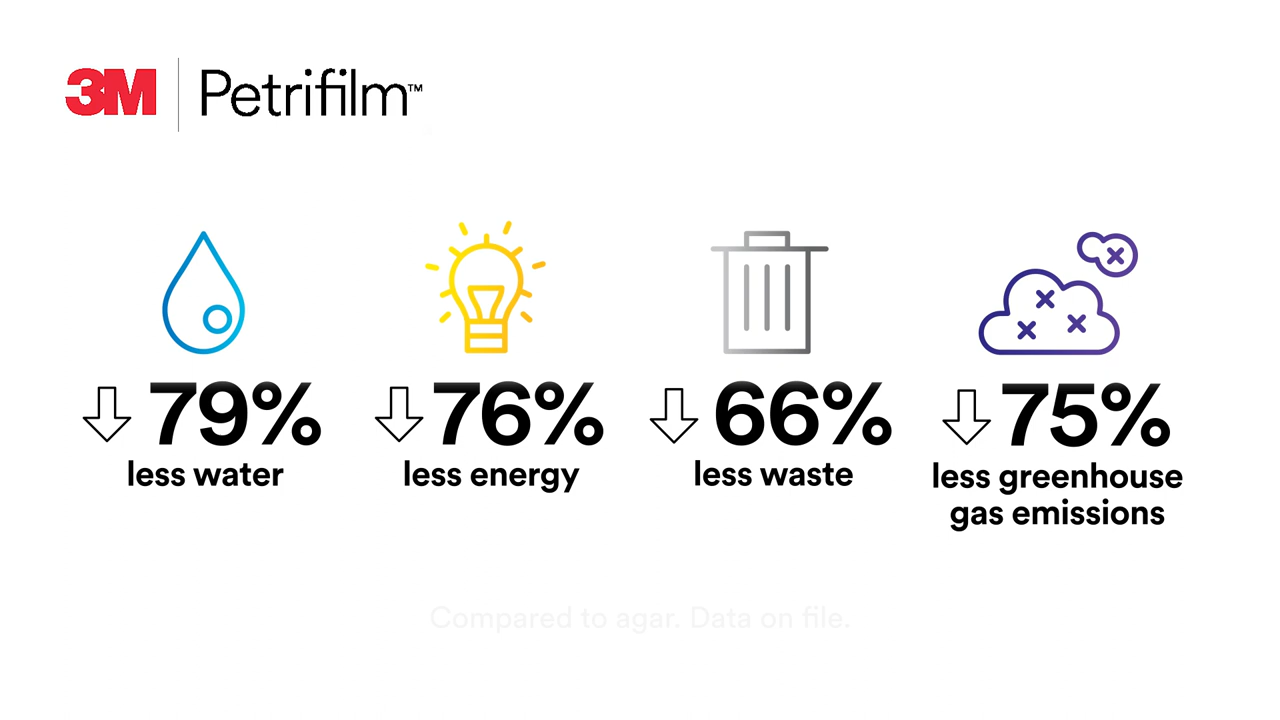 3M | Petrifilm™
79%
less water
76%
less energy
66%
less waste
75%
less greenhouse
gas emissions
Compared to agar. Data on file.